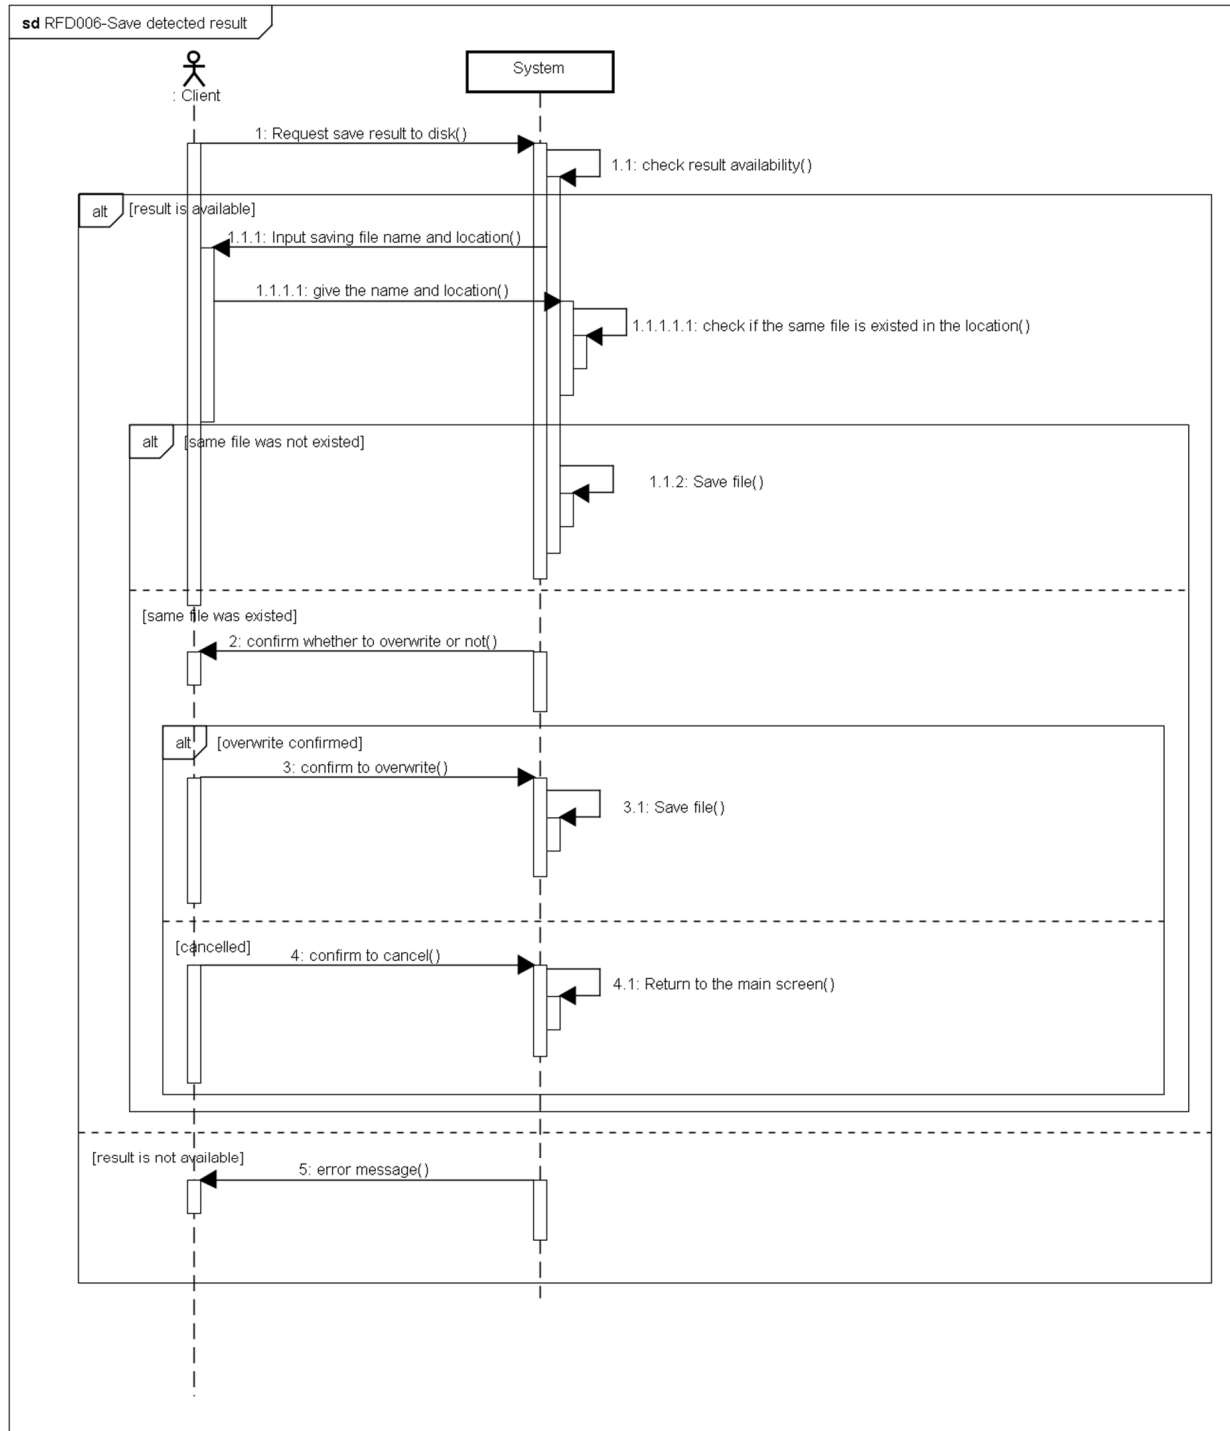 sd RFD006-Save detected result
System
: Client
1: Request save result to disk()
1.1: check result availability()
alt [result is available]
1.1.1: Input saving file name and location()
1.1.1.1: give the name and location()
1.1.1.1.1: check if the same file is existed in the location()
alt [same file was not existed]
1.1.2: Save file()
[same file was existed]
2: confirm whether to overwrite or not()
alt [overwrite confirmed]
3: confirm to overwrite()
3.1: Save file()
[cancelled]
4: confirm to cancel()
4.1: Return to the main screen()
[result is not available]
5: error message()